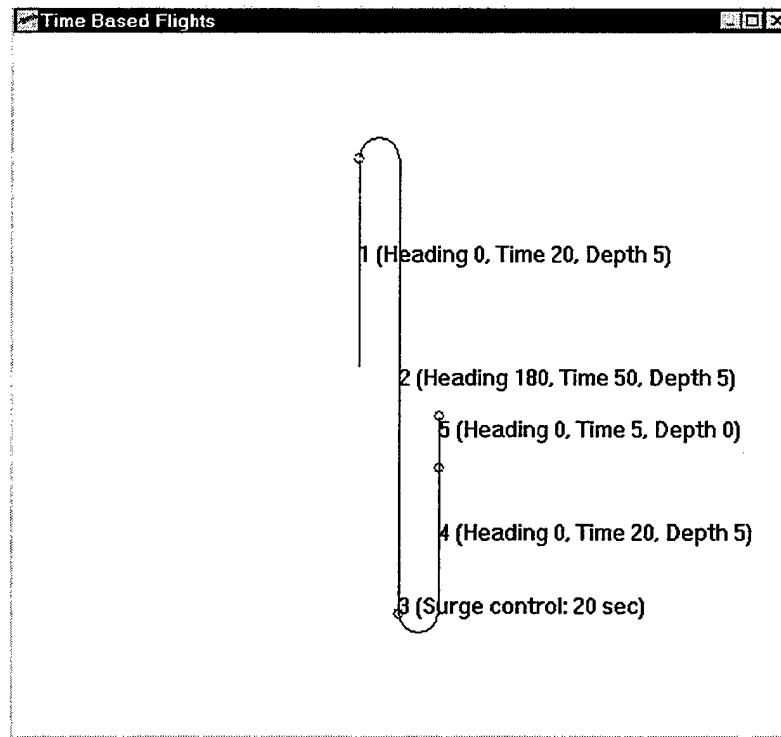 Time Based Flights
1 (Heading 0, Time 20, Depth 5)
2 (Heading 180, Time 50, Depth 5)
5 (Heading 0, Time 5, Depth 0)
4 (Heading 0, Time 20, Depth 5)
3 (Surge control: 20 sec)